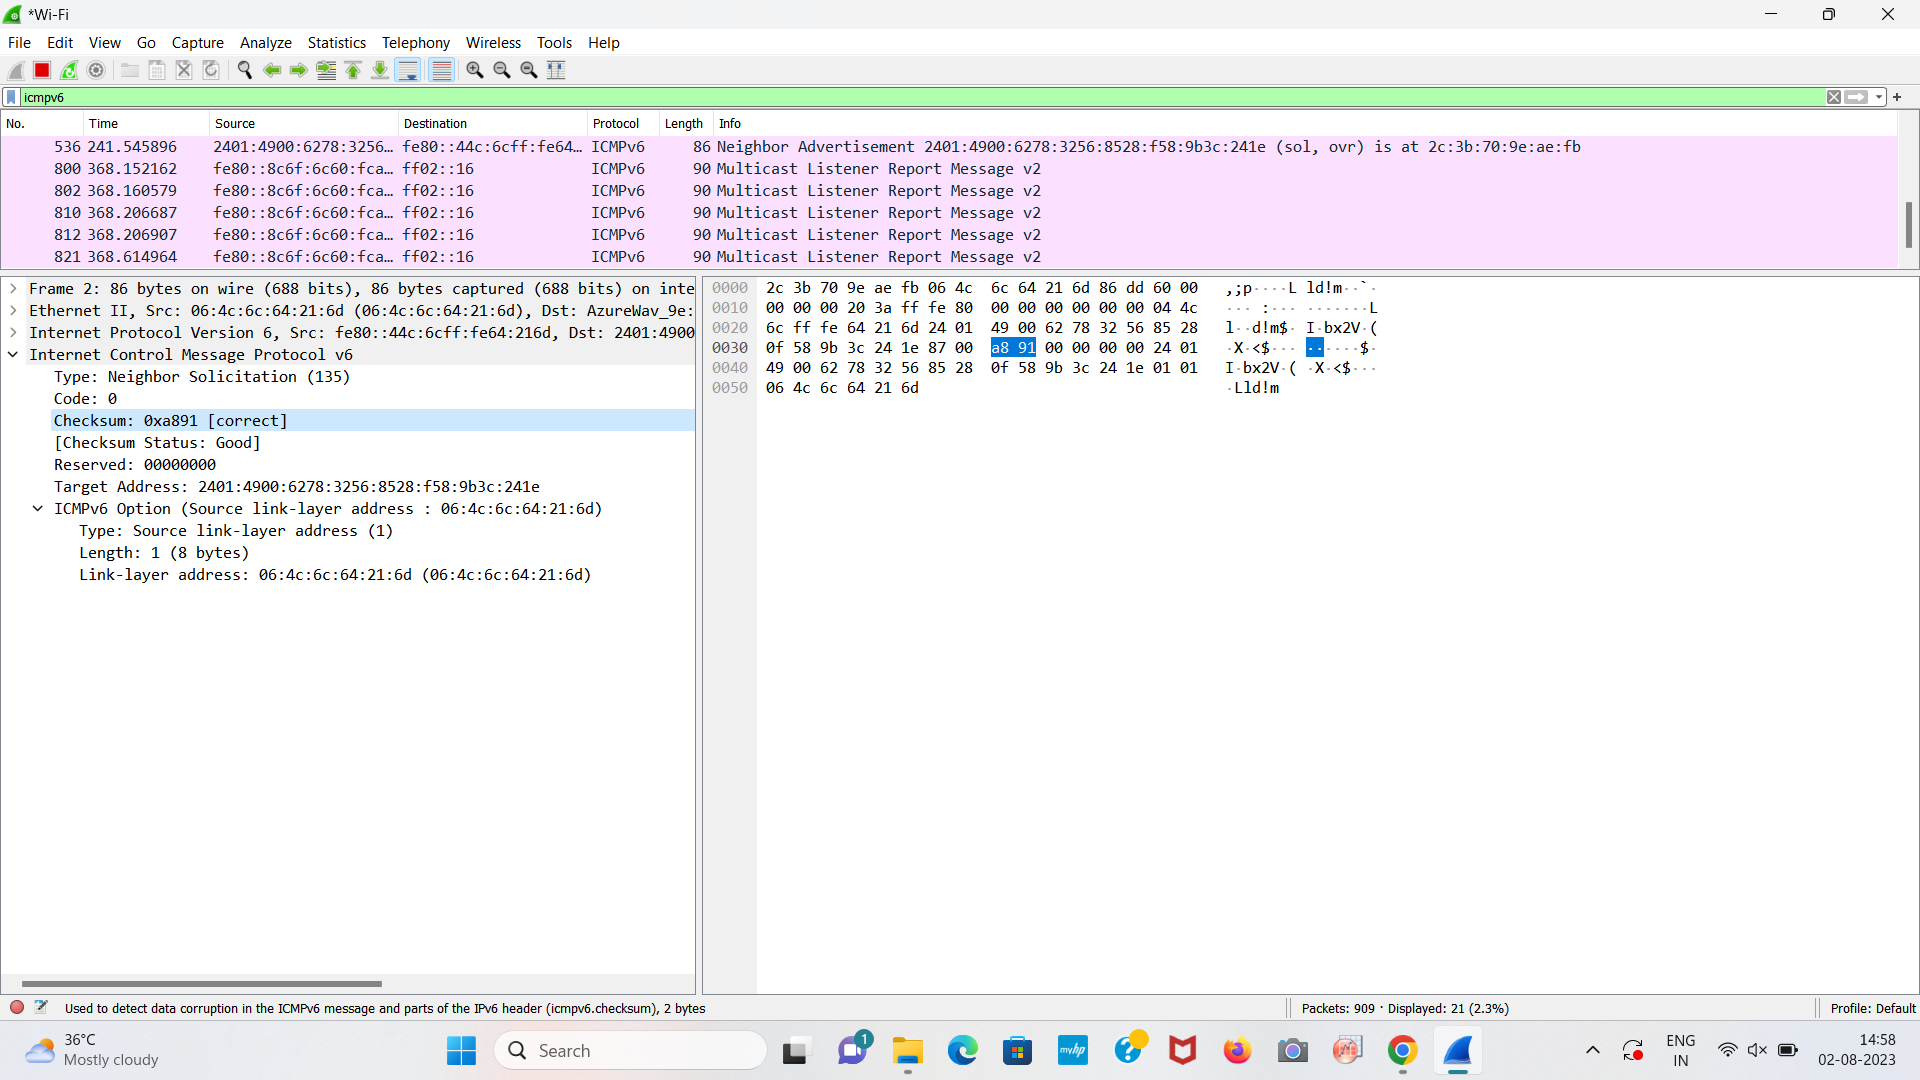 *Wi-Fi
File Edit View Go Capture Analyze Statistics Telephony Wireless Tools Help
icmpv6
No. Time Source Destination Protocol Length Info
536 241.545896 2401:4900:6278:3256… fe80::44c:6cff:fe64… ICMPv6 86 Neighbor Advertisement 2401:4900:6278:3256:8528:f58:9b3c:241e (sol, ovr) is at 2c:3b:70:9e:ae:fb
800 368.152162 fe80::8c6f:6c60:fca… ff02::16 ICMPv6 90 Multicast Listener Report Message v2
802 368.160579 fe80::8c6f:6c60:fca… ff02::16 ICMPv6 90 Multicast Listener Report Message v2
810 368.206687 fe80::8c6f:6c60:fca… ff02::16 ICMPv6 90 Multicast Listener Report Message v2
812 368.206907 fe80::8c6f:6c60:fca… ff02::16 ICMPv6 90 Multicast Listener Report Message v2
821 368.614964 fe80::8c6f:6c60:fca… ff02::16 ICMPv6 90 Multicast Listener Report Message v2
Frame 2: 86 bytes on wire (688 bits), 86 bytes captured (688 bits) on inte
Ethernet II, Src: 06:4c:6c:64:21:6d (06:4c:6c:64:21:6d), Dst: AzureWav_9e:
Internet Protocol Version 6, Src: fe80::44c:6cff:fe64:216d, Dst: 2401:4900
Internet Control Message Protocol v6
Type: Neighbor Solicitation (135)
Code: 0
Checksum: 0xa891 [correct]
[Checksum Status: Good]
Reserved: 00000000
Target Address: 2401:4900:6278:3256:8528:f58:9b3c:241e
ICMPv6 Option (Source link-layer address : 06:4c:6c:64:21:6d)
Type: Source link-layer address (1)
Length: 1 (8 bytes)
Link-layer address: 06:4c:6c:64:21:6d (06:4c:6c:64:21:6d)
0000 2c 3b 70 9e ae fb 06 4c 6c 64 21 6d 86 dd 60 00 ,;p····L ld!m··`·
0010 00 00 00 20 3a ff fe 80 00 00 00 00 00 00 04 4c ··· :··· ·······L
0020 6c ff fe 64 21 6d 24 01 49 00 62 78 32 56 85 28 l··d!m$· I·bx2V·(
0030 0f 58 9b 3c 24 1e 87 00 a8 91 00 00 00 00 24 01 ·X·<$··· ······$·
0040 49 00 62 78 32 56 85 28 0f 58 9b 3c 24 1e 01 01 I·bx2V·( ·X·<$···
0050 06 4c 6c 64 21 6d ·Lld!m
Used to detect data corruption in the ICMPv6 message and parts of the IPv6 header (icmpv6.checksum), 2 bytes
Packets: 909 · Displayed: 21 (2.3%)
Profile: Default
36°C
Mostly cloudy
Search
1
myhp
ENG
IN
14:58
02-08-2023